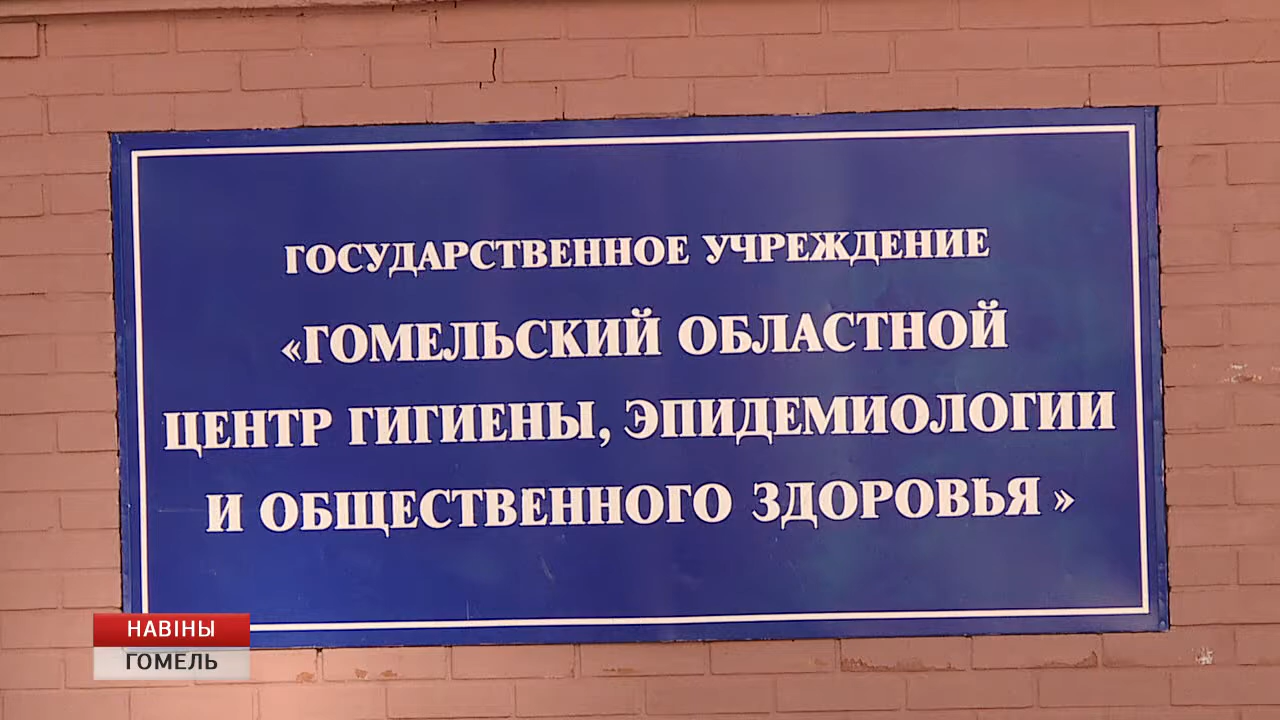 ГОСУДАРСТВЕННОЕ УЧРЕЖДЕНИЕ
«ГОМЕЛЬСКИЙ ОБЛАСТНОЙ
ЦЕНТР ГИГИЕНЫ, ЭПИДЕМИОЛОГИИ
И ОБЩЕСТВЕННОГО ЗДОРОВЬЯ»
НАВІНЫ
ГОМЕЛЬ